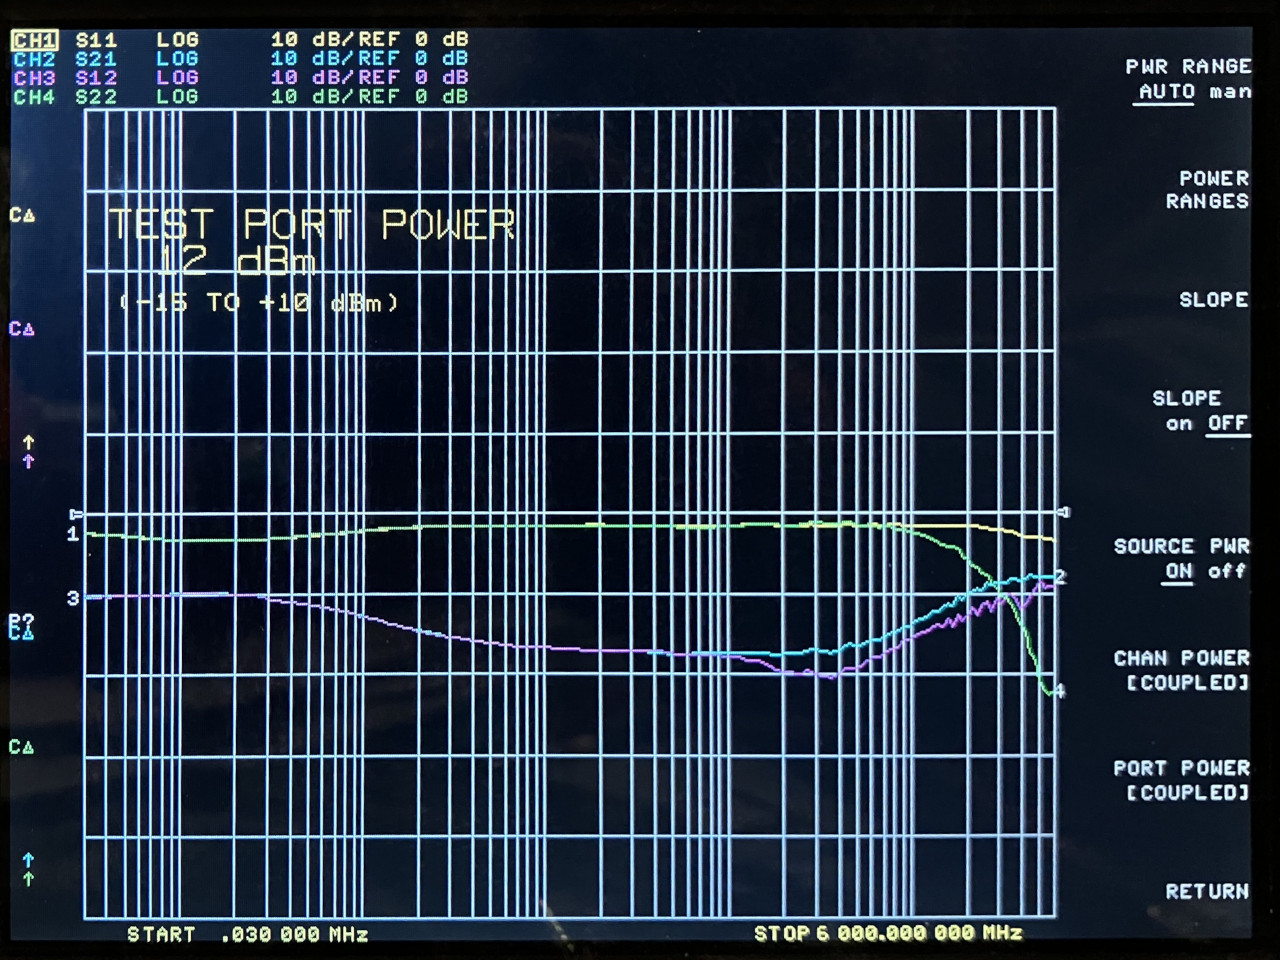 CH1 S11 LOG 10 dB/REF 0 dB
CH2 S21 LOG 10 dB/REF 0 dB
CH3 S12 LOG 10 dB/REF 0 dB
CH4 S22 LOG 10 dB/REF 0 dB
PWR RANGE
AUTO man
POWER
RANGES
SLOPE
SLOPE
on OFF
SOURCE PWR
ON off
CHAN POWER
[COUPLED]
PORT POWER
[COUPLED]
RETURN
TEST PORT POWER
12 dBm
(-15 TO +10 dBm)
C∆
C∆
↑
↑
1
3
C∆
C∆
↑
↑
2
4
START .030 000 MHz
STOP 6 000.000 000 MHz